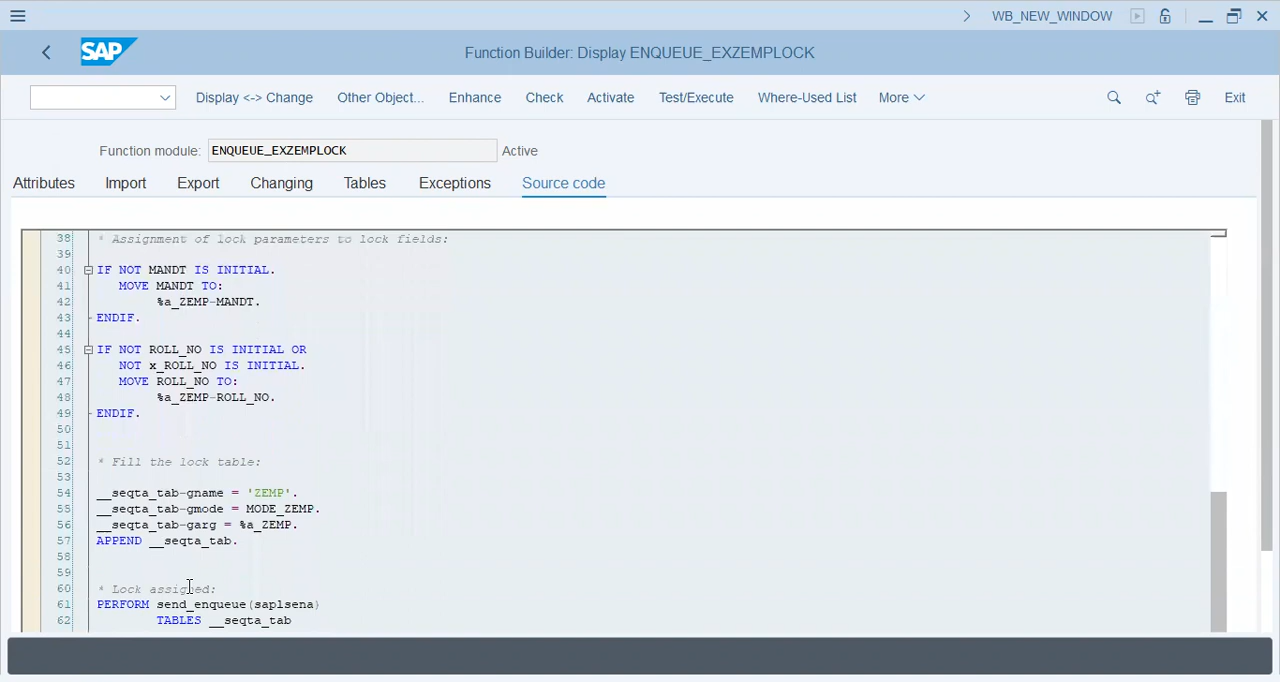 WB_NEW_WINDOW
SAP
Function Builder: Display ENQUEUE_EXZEMPLOCK
Display <-> Change Other Object... Enhance Check Activate Test/Execute Where-Used List More Exit
Function module: ENQUEUE_EXZEMPLOCK Active
Attributes Import Export Changing Tables Exceptions Source code
38 * Assignment of lock parameters to lock fields:
39
40 IF NOT MANDT IS INITIAL.
41 MOVE MANDT TO:
42 %a_ZEMP-MANDT.
43 ENDIF.
44
45 IF NOT ROLL_NO IS INITIAL OR
46 NOT x_ROLL_NO IS INITIAL.
47 MOVE ROLL_NO TO:
48 %a_ZEMP-ROLL_NO.
49 ENDIF.
50
51
52 * Fill the lock table:
53
54 __seqta_tab-gname = 'ZEMP'.
55 __seqta_tab-gmode = MODE_ZEMP.
56 __seqta_tab-garg = %a_ZEMP.
57 APPEND __seqta_tab.
58
59
60 * Lock assigned:
61 PERFORM send_enqueue(saplsena)
62 TABLES __seqta_tab